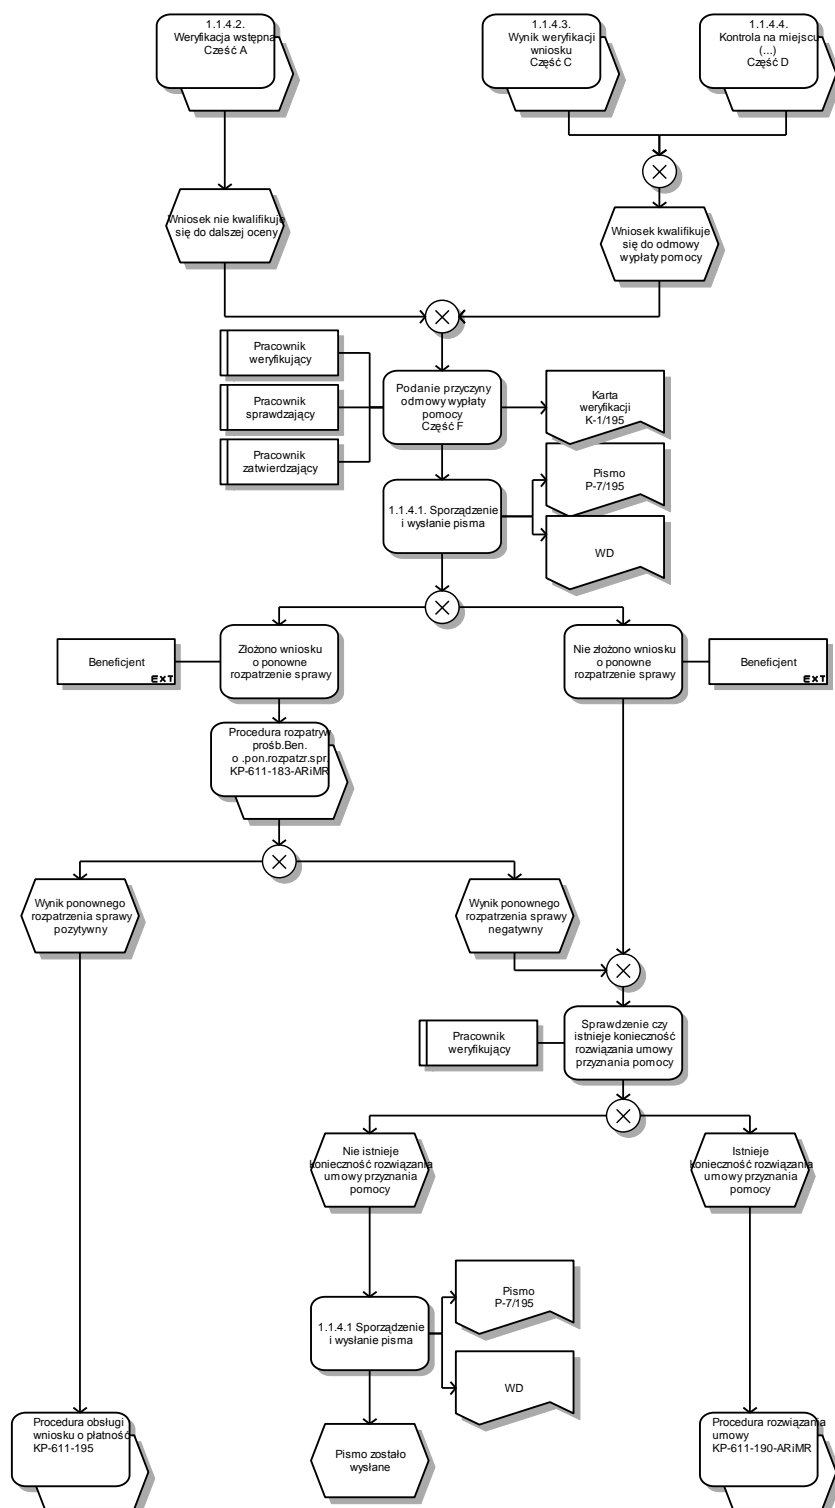 1.1.4.2.
Weryfikacja wstępna
Cześć A
1.1.4.3.
Wynik weryfikacji
wniosku
Część C
1.1.4.4.
Kontrola na miejscu
(...)
Część D
Wniosek nie kwalifikuje
się do dalszej oceny
Wniosek kwalifikuje
się do odmowy
wypłaty pomocy
Pracownik
weryfikujący
Pracownik
sprawdzający
Pracownik
zatwierdzający
Podanie przyczyny
odmowy wypłaty
pomocy
Część F
Karta
weryfikacji
K-1/195
1.1.4.1. Sporządzenie
i wysłanie pisma
Pismo
P-7/195
WD
Beneficjent
EXT
Złożono wniosku
o ponowne
rozpatrzenie sprawy
Nie złożono wniosku
o ponowne
rozpatrzenie sprawy
Beneficjent
EXT
Procedura rozpatryw
prośb.Ben.
o .pon.rozpatrz.spr.
KP-611-183-ARiMR
Wynik ponownego
rozpatrzenia sprawy
pozytywny
Wynik ponownego
rozpatrzenia sprawy
negatywny
Pracownik
weryfikujący
Sprawdzenie czy
istnieje konieczność
rozwiązania umowy
przyznania pomocy
Nie istnieje
konieczność rozwiązania
umowy przyznania
pomocy
Istnieje
konieczność rozwiązania
umowy przyznania
pomocy
1.1.4.1 Sporządzenie
i wysłanie pisma
Pismo
P-7/195
WD
Procedura obsługi
wniosku o płatność
KP-611-195
Pismo zostało
wysłane
Procedura rozwiązania
umowy
KP-611-190-ARiMR